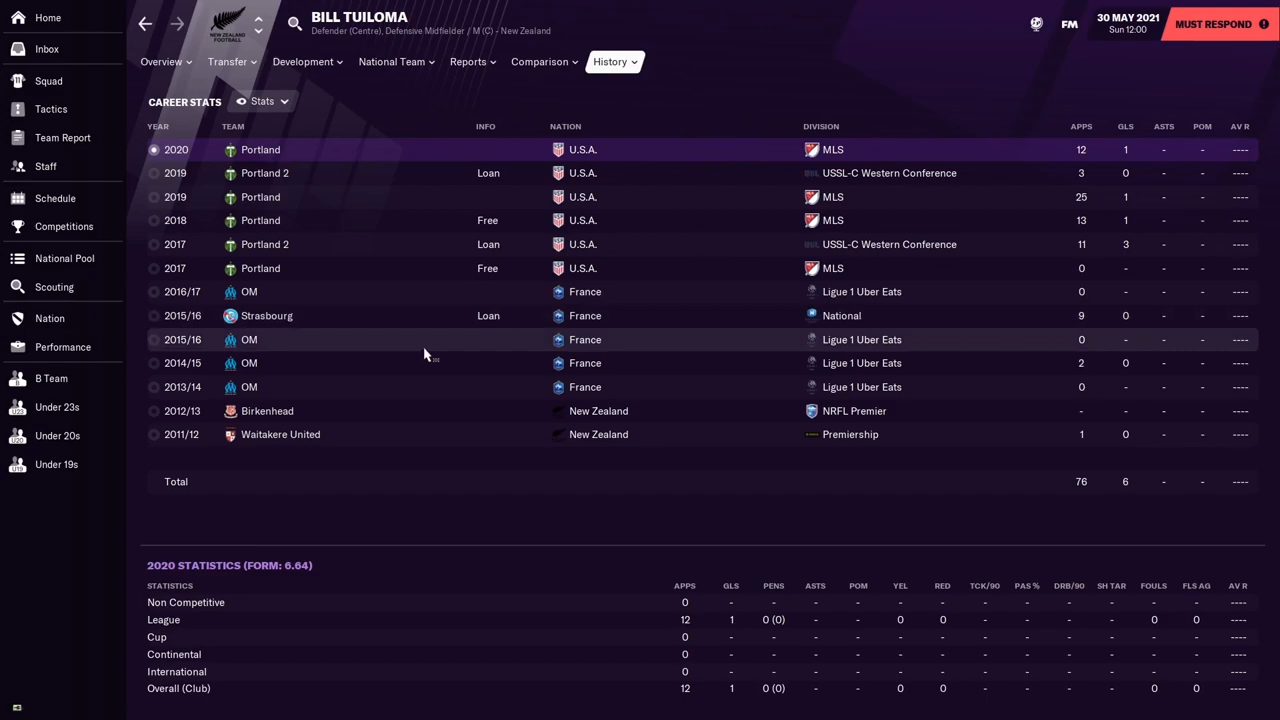 Home
BILL TUILOMA
Defender (Centre), Defensive Midfielder / M (C) - New Zealand
FM
30 MAY 2021
Sun 12:00
MUST RESPOND
NEW ZEALAND
FOOTBALL
Inbox
Squad
Tactics
Team Report
Staff
Schedule
Competitions
National Pool
Scouting
Nation
Performance
B Team
Under 23s
Under 20s
Under 19s
Overview Transfer Development National Team Reports Comparison History
CAREER STATS Stats
YEAR TEAM INFO NATION DIVISION APPS GLS ASTS POM AV R
2020 Portland U.S.A. MLS 12 1 - - ----
2019 Portland 2 Loan U.S.A. USSL-C Western Conference 3 0 - - ----
2019 Portland U.S.A. MLS 25 1 - - ----
2018 Portland Free U.S.A. MLS 13 1 - - ----
2017 Portland 2 Loan U.S.A. USSL-C Western Conference 11 3 - - ----
2017 Portland Free U.S.A. MLS 0 - - - ----
2016/17 OM France Ligue 1 Uber Eats 0 - - - ----
2015/16 Strasbourg Loan France National 9 0 - - ----
2015/16 OM France Ligue 1 Uber Eats 0 - - - ----
2014/15 OM France Ligue 1 Uber Eats 2 0 - - ----
2013/14 OM France Ligue 1 Uber Eats 0 - - - ----
2012/13 Birkenhead New Zealand NRFL Premier - - - - ----
2011/12 Waitakere United New Zealand Premiership 1 0 - - ----
Total 76 6 - - ----
2020 STATISTICS (FORM: 6.64)
STATISTICS APPS GLS PENS ASTS POM YEL RED TCK/90 PAS % DRB/90 SH TAR FOULS FLS AG AV R
Non Competitive 0 - - - - - - - - - - - - ----
League 12 1 0 (0) - - 0 0 - - - - 0 0 ----
Cup 0 - - - - - - - - - - - - ----
Continental 0 - - - - - - - - - - - - ----
International 0 - - - - - - - - - - - - ----
Overall (Club) 12 1 0 (0) - - 0 0 - - - - 0 0 ----